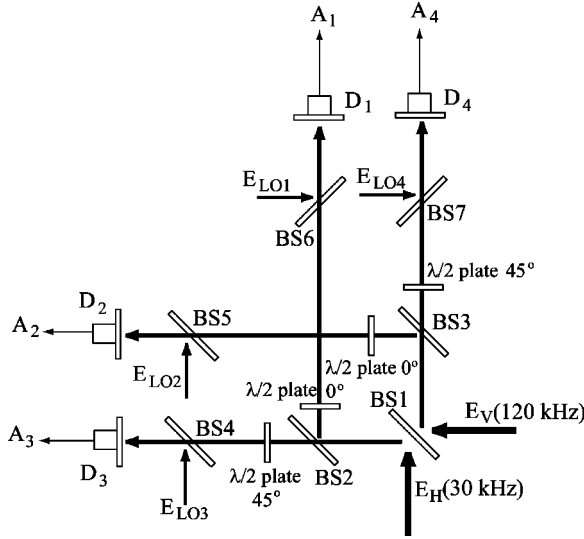 A1 A4
D1 D4
ELO1 ELO4
BS6 BS7
λ/2 plate 45°
D2 BS5 BS3
A2
λ/2 plate 0°
ELO2 λ/2 plate 0° BS1
BS4 EV(120 kHz)
A3
D3 λ/2 plate BS2
45°
ELO3 EH(30 kHz)